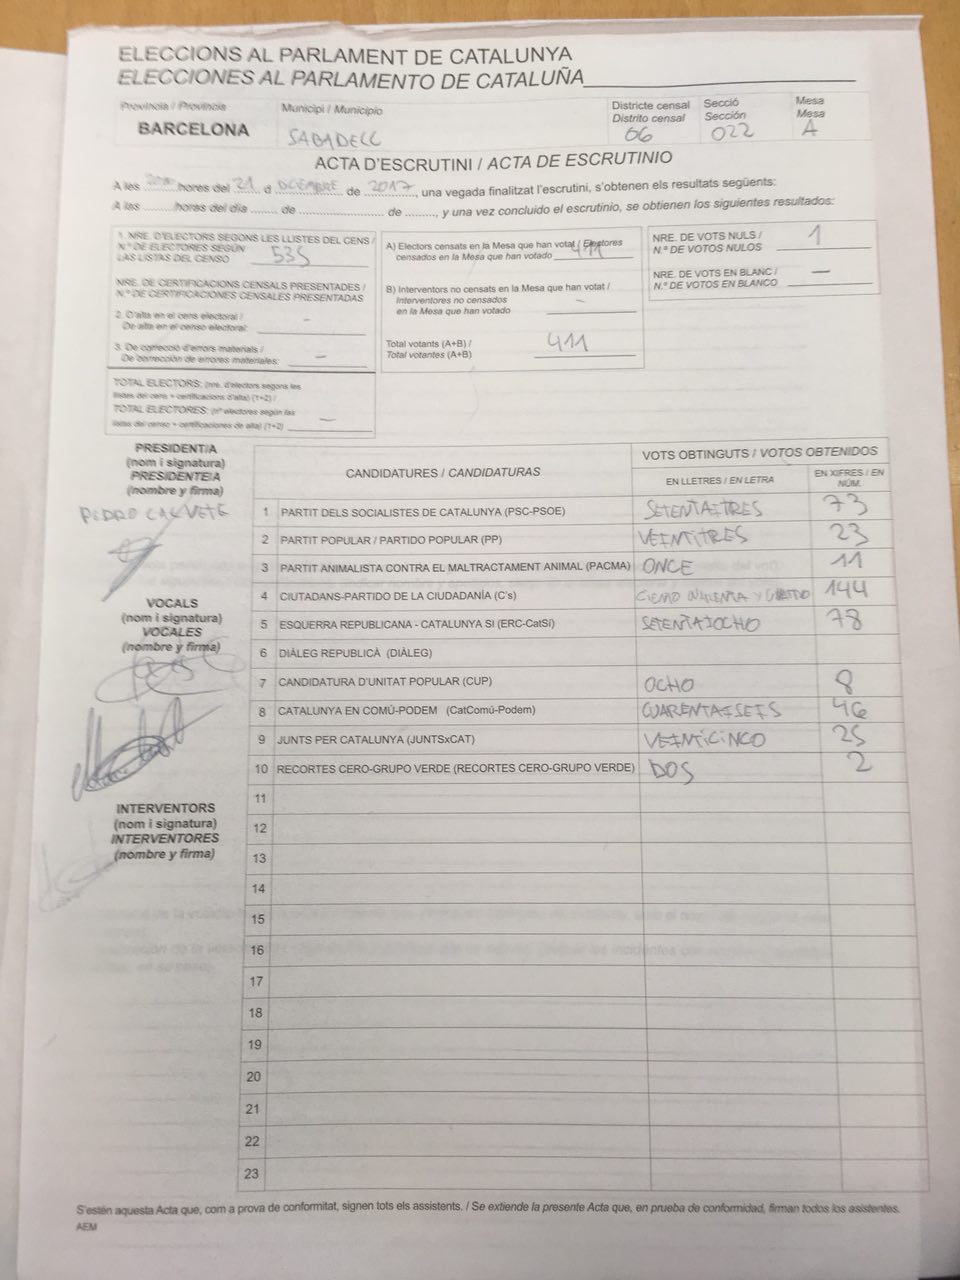 ELECCIONS AL PARLAMENT DE CATALUNYA
ELECCIONES AL PARLAMENTO DE CATALUÑA
Província / Provincia
BARCELONA
Municipi / Municipio
SABADELL
Districte censal
Distrito censal
06
Secció
Sección
022
Mesa
Mesa
A
ACTA D'ESCRUTINI / ACTA DE ESCRUTINIO
A les ........ hores del 21 d DICIEMBRE de 2017, una vegada finalitzat l'escrutini, s'obtenen els resultats següents:
A las ......... horas del día ........ de ........................ de ........, y una vez concluido el escrutinio, se obtienen los siguientes resultados:
1. NRE. D'ELECTORS SEGONS LES LLISTES DEL CENS /
N.º DE ELECTORES SEGÚN
LAS LISTAS DEL CENSO 535
NRE. DE CERTIFICACIONS CENSALS PRESENTADES /
N.º DE CERTIFICACIONES CENSALES PRESENTADAS
2. D'alta en el cens electoral /
De alta en el censo electoral: –
3. De correcció d'errors materials /
De corrección de errores materiales: –
TOTAL ELECTORS: (nre. d'electors segons les
llistes del cens + certificacions d'alta) (1+2) /
TOTAL ELECTORES: (nº electores según las
listas del censo + certificaciones de alta) (1+2) –
A) Electors censats en la Mesa que han votat / Electores
censados en la Mesa que han votado 411
B) Interventors no censats en la Mesa que han votat /
Interventores no censados
en la Mesa que han votado –
Total votants (A+B) /
Total votantes (A+B) 411
NRE. DE VOTS NULS /
N.º DE VOTOS NULOS 1
NRE. DE VOTS EN BLANC /
N.º DE VOTOS EN BLANCO —
PRESIDENT/A
(nom i signatura)
PRESIDENTE/A
(nombre y firma)
PEDRO CALVETE
VOCALS
(nom i signatura)
VOCALES
(nombre y firma)
INTERVENTORS
(nom i signatura)
INTERVENTORES
(nombre y firma)
CANDIDATURES / CANDIDATURAS
VOTS OBTINGUTS / VOTOS OBTENIDOS
EN LLETRES / EN LETRA
EN XIFRES / EN NÚM.
1 PARTIT DELS SOCIALISTES DE CATALUNYA (PSC-PSOE) SETENTAITRES 73
2 PARTIT POPULAR / PARTIDO POPULAR (PP) VEINTITRES 23
3 PARTIT ANIMALISTA CONTRA EL MALTRACTAMENT ANIMAL (PACMA) ONCE 11
4 CIUTADANS-PARTIDO DE LA CIUDADANÍA (C's) 144
5 ESQUERRA REPUBLICANA - CATALUNYA SI (ERC-CatSí) SETENTAIOCHO 78
6 DIÀLEG REPUBLICÀ (DIÀLEG)
7 CANDIDATURA D'UNITAT POPULAR (CUP) OCHO 8
8 CATALUNYA EN COMÚ-PODEM (CatComú-Podem) CUARENTAISEIS 46
9 JUNTS PER CATALUNYA (JUNTSxCAT) VEINTICINCO 25
10 RECORTES CERO-GRUPO VERDE (RECORTES CERO-GRUPO VERDE) DOS 2
11
12
13
14
15
16
17
18
19
20
21
22
23
S'estén aquesta Acta que, com a prova de conformitat, signen tots els assistents. / Se extiende la presente Acta que, en prueba de conformidad, firman todos los asistentes.
AEM